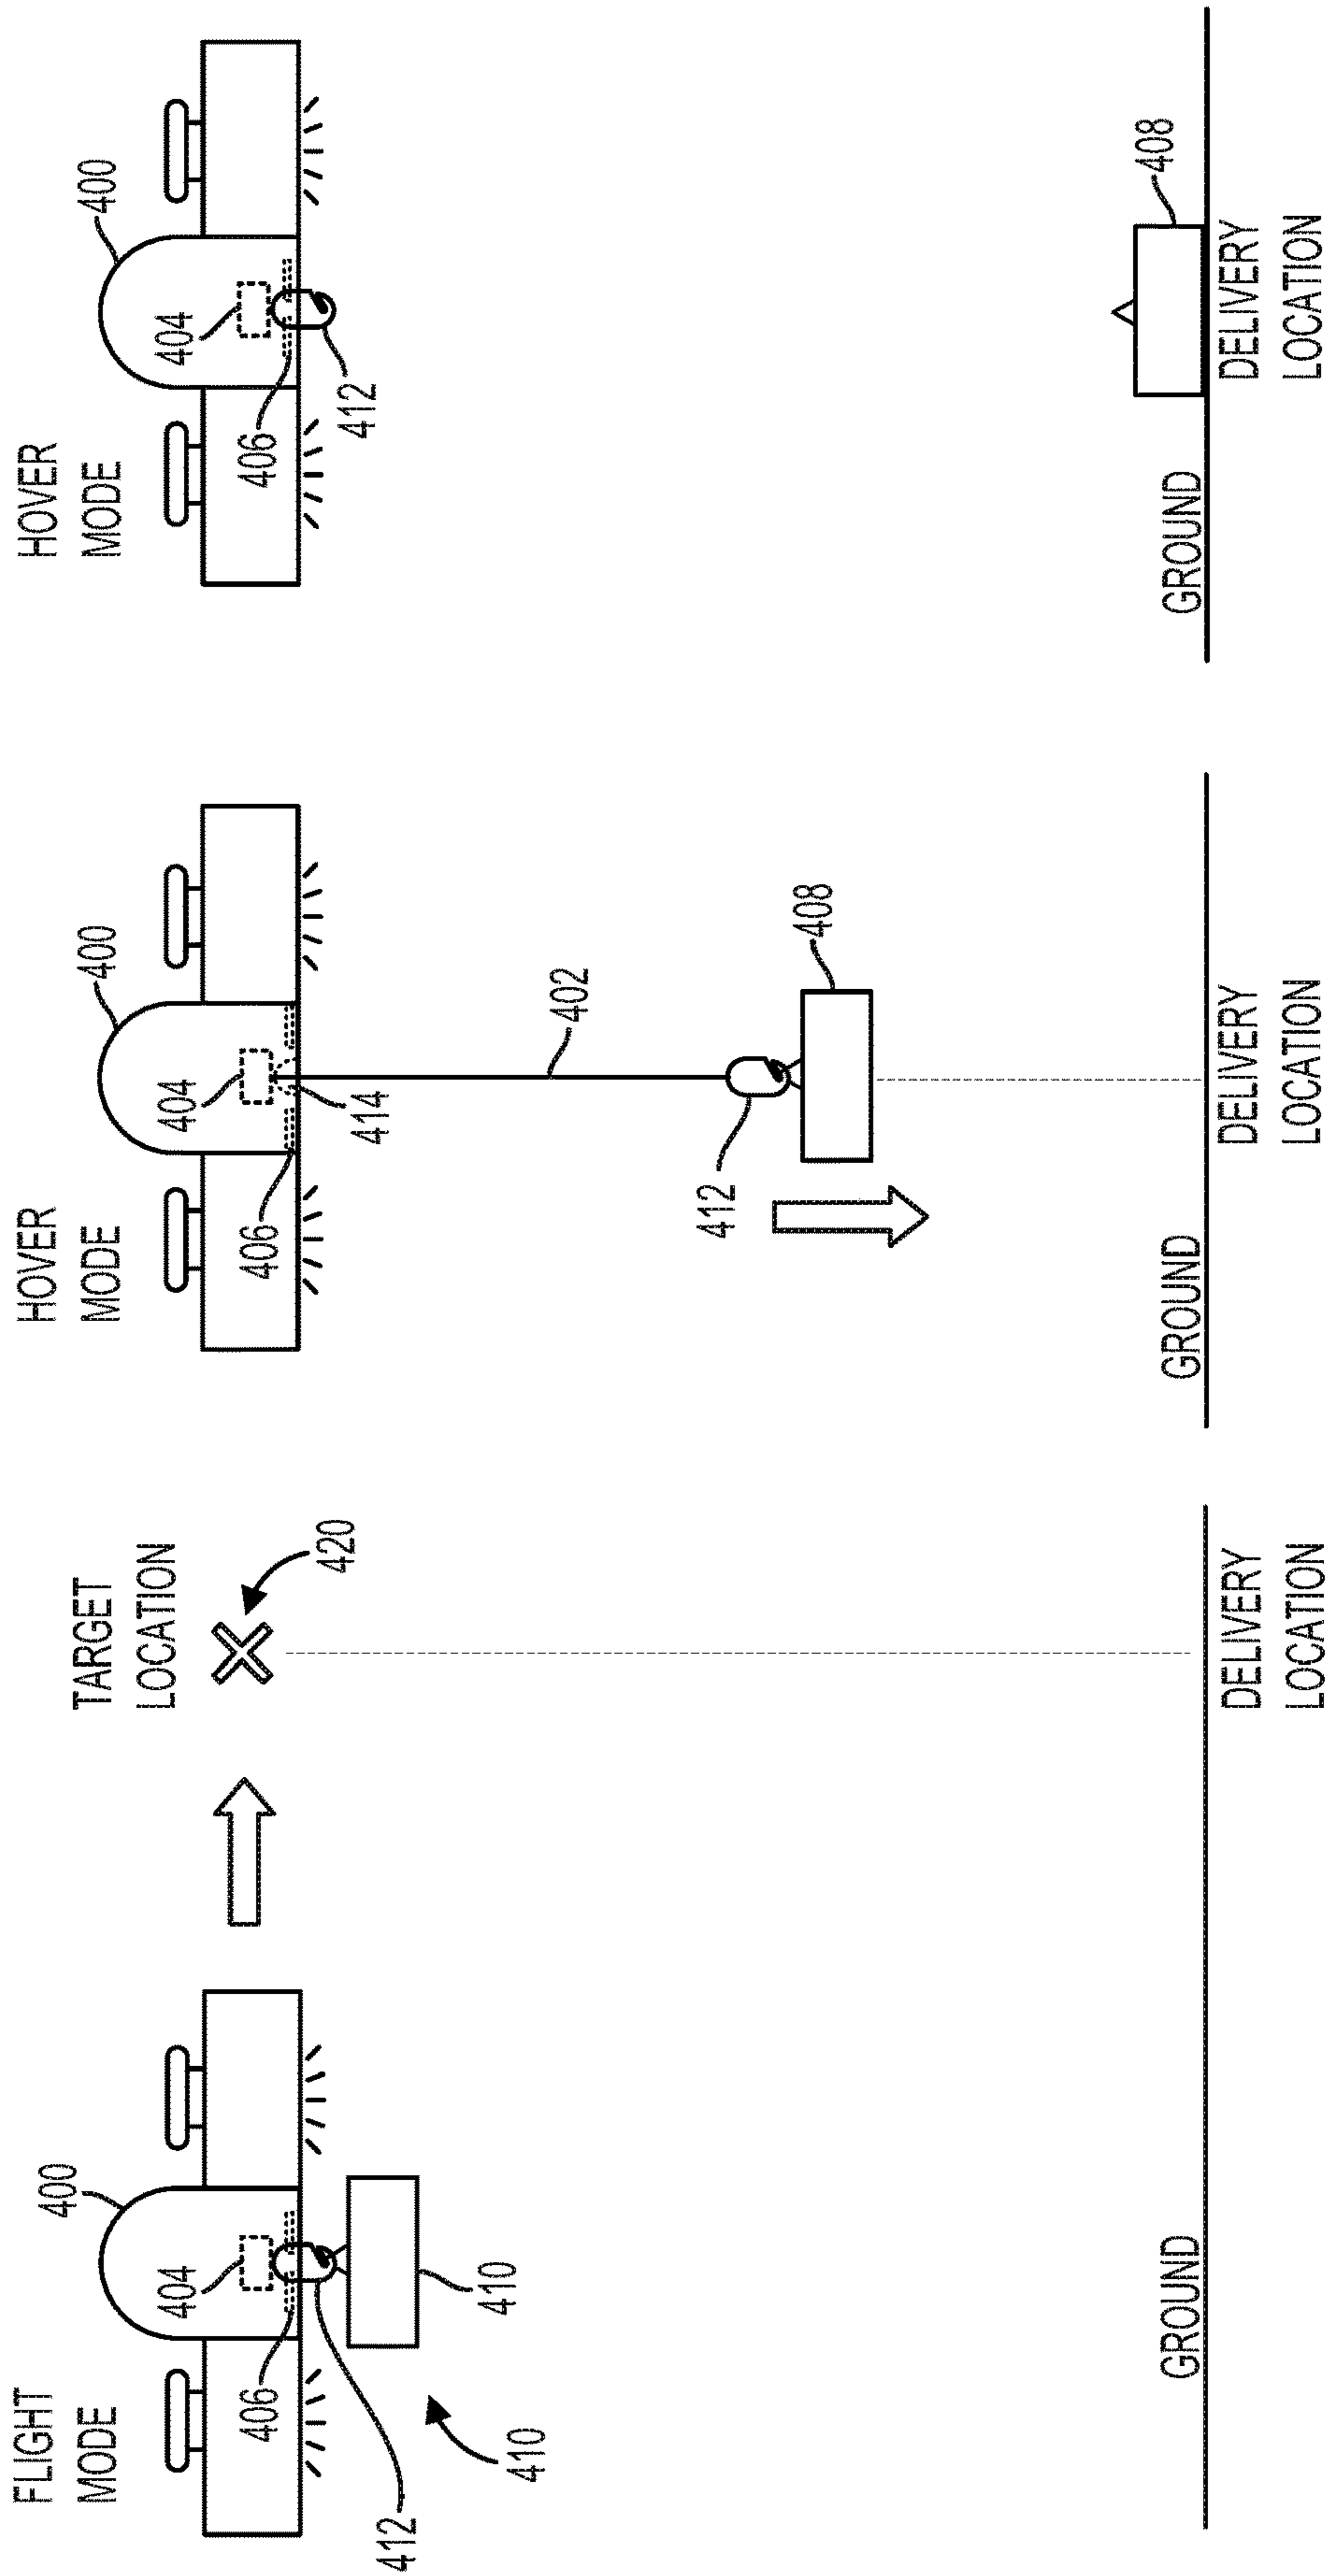 FLIGHT
MODE
400
404
406
412
410
410
TARGET
LOCATION
420
GROUND
DELIVERY
LOCATION
HOVER
MODE
400
404
406
414
402
412
408
GROUND
DELIVERY
LOCATION
HOVER
MODE
400
404
406
412
408
GROUND
DELIVERY
LOCATION